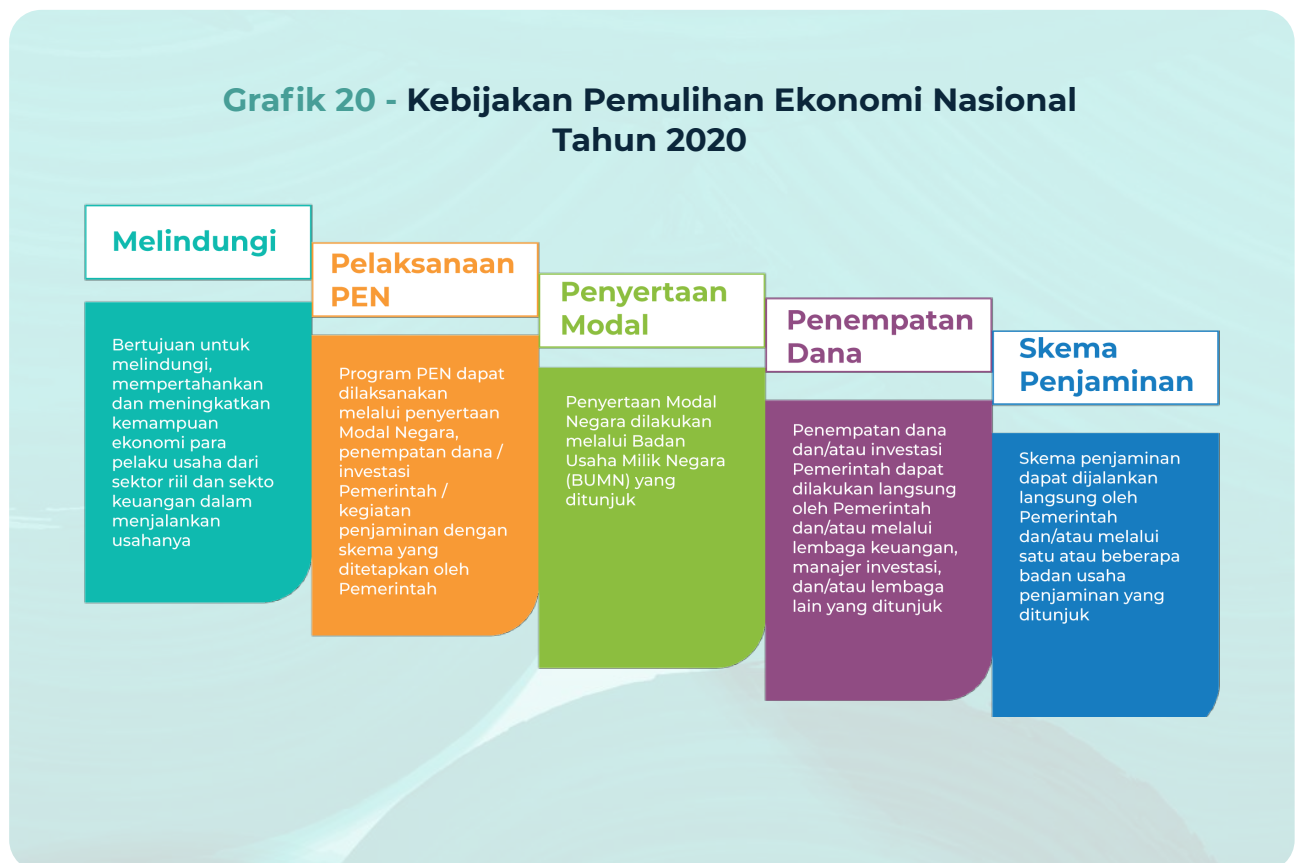 Grafik 20 - Kebijakan Pemulihan Ekonomi Nasional
Tahun 2020
Melindungi
Bertujuan untuk
melindungi,
mempertahankan
dan meningkatkan
kemampuan
ekonomi para
pelaku usaha dari
sektor riil dan sekto
keuangan dalam
menjalankan
usahanya
Pelaksanaan
PEN
Program PEN dapat
dilaksanakan
melalui penyertaan
Modal Negara,
penempatan dana /
investasi
Pemerintah /
kegiatan
penjaminan dengan
skema yang
ditetapkan oleh
Pemerintah
Penyertaan
Modal
Penyertaan Modal
Negara dilakukan
melalui Badan
Usaha Milik Negara
(BUMN) yang
ditunjuk
Penempatan
Dana
Penempatan dana
dan/atau investasi
Pemerintah dapat
dilakukan langsung
oleh Pemerintah
dan/atau melalui
lembaga keuangan,
manajer investasi,
dan/atau lembaga
lain yang ditunjuk
Skema
Penjaminan
Skema penjaminan
dapat dijalankan
langsung oleh
Pemerintah
dan/atau melalui
satu atau beberapa
badan usaha
penjaminan yang
ditunjuk